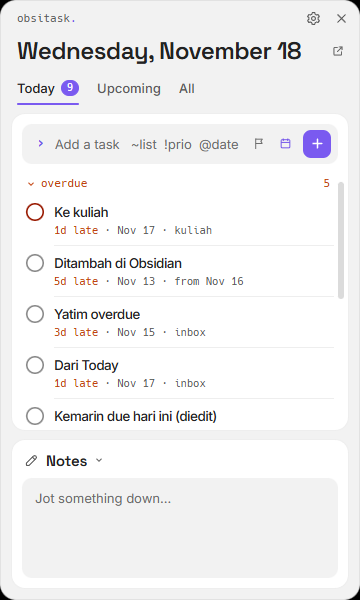 obsitask.
Wednesday, November 18
Today 9 Upcoming All
Add a task ~list !prio @date
overdue 5
Ke kuliah
1d late · Nov 17 · kuliah
Ditambah di Obsidian
5d late · Nov 13 · from Nov 16
Yatim overdue
3d late · Nov 15 · inbox
Dari Today
1d late · Nov 17 · inbox
Kemarin due hari ini (diedit)
Notes
Jot something down...